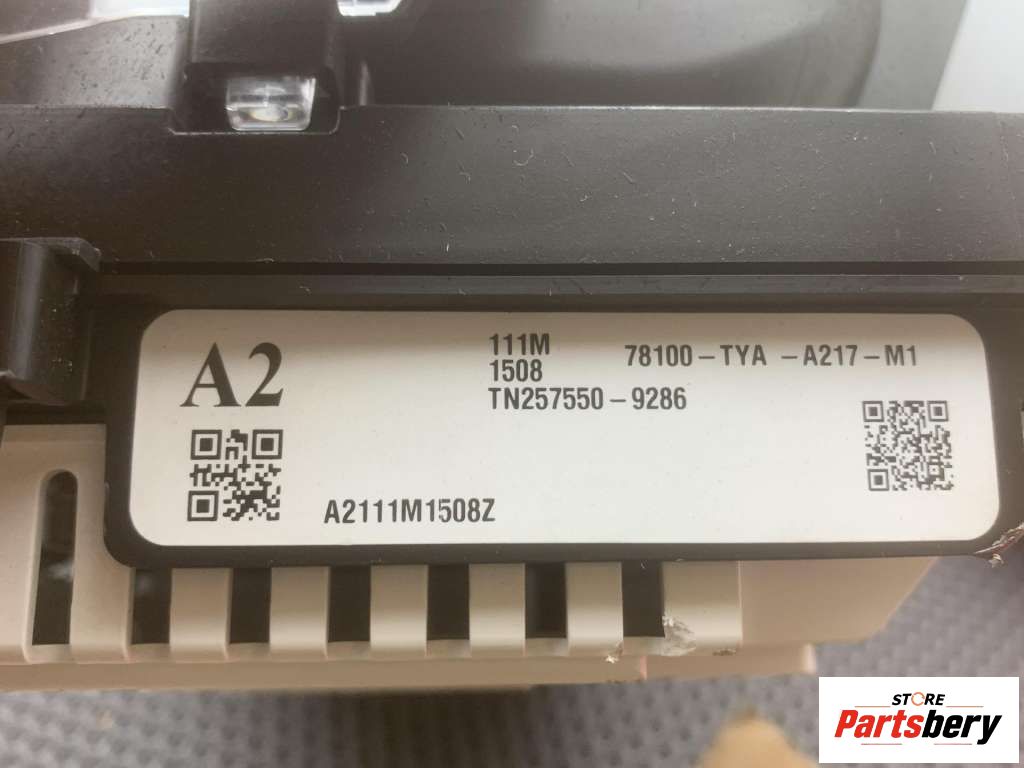 A2
111M
1508
TN257550-9286
78100-TYA -A217-M1
A2111M1508Z
STORE
Partsbery